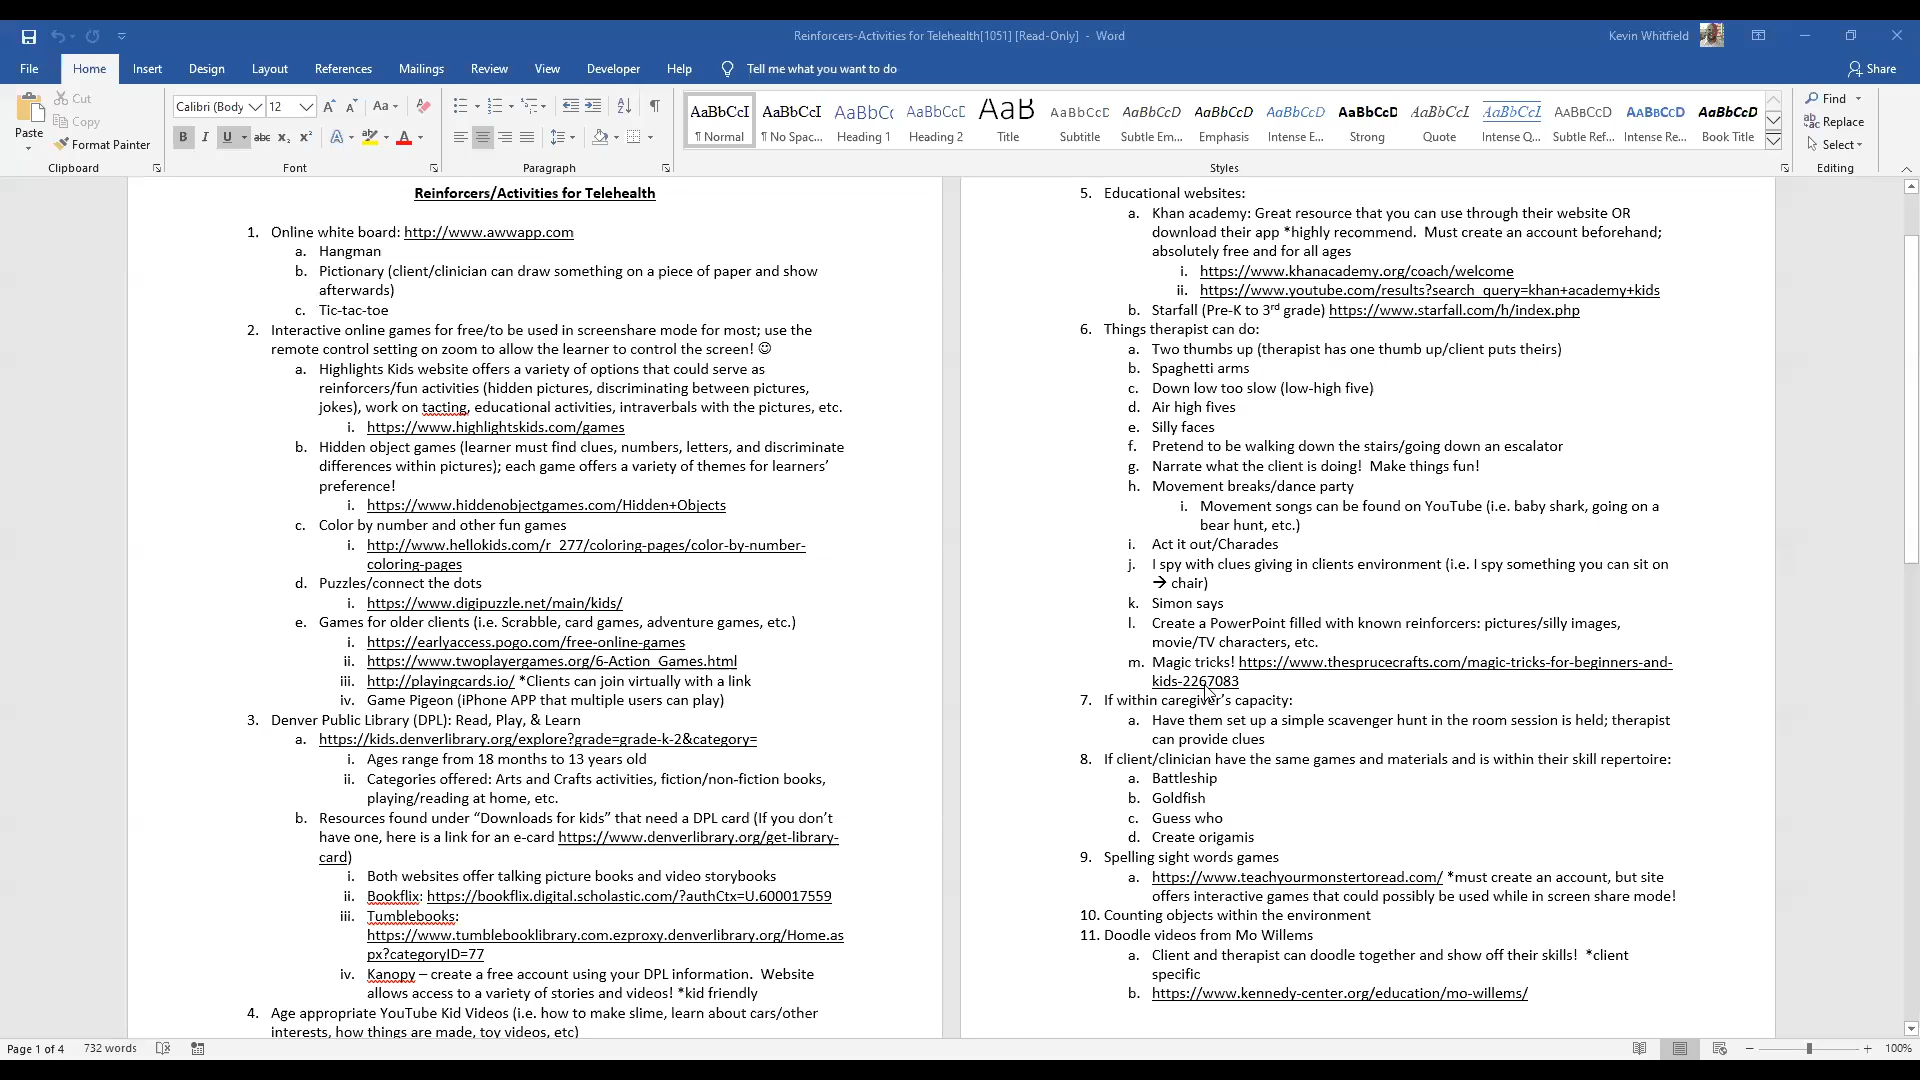 Reinforcers-Activities for Telehealth[1051] [Read-Only] - Word
Kevin Whitfield
File Home Insert Design Layout References Mailings Review View Developer Help Tell me what you want to do
Share
Paste
Cut
Copy
Format Painter
Clipboard
Calibri (Body 12
Font
Paragraph
AaBbCcI AaBbCcI AaBbCc AaBbCcD AaB AaBbCcD AaBbCcD AaBbCcD AaBbCcD AaBbCcD AaBbCcI AaBbCcI AaBbCcD AaBbCcD AaBbCcD
¶ Normal ¶ No Spac... Heading 1 Heading 2 Title Subtitle Subtle Em... Emphasis Intense E... Strong Quote Intense Q... Subtle Ref... Intense Re... Book Title
Styles
Find
Replace
Select
Editing
Reinforcers/Activities for Telehealth
1. Online white board: http://www.awwapp.com
a. Hangman
b. Pictionary (client/clinician can draw something on a piece of paper and show
afterwards)
c. Tic-tac-toe
2. Interactive online games for free/to be used in screenshare mode for most; use the
remote control setting on zoom to allow the learner to control the screen! ☺
a. Highlights Kids website offers a variety of options that could serve as
reinforcers/fun activities (hidden pictures, discriminating between pictures,
jokes), work on tacting, educational activities, intraverbals with the pictures, etc.
i. https://www.highlightskids.com/games
b. Hidden object games (learner must find clues, numbers, letters, and discriminate
differences within pictures); each game offers a variety of themes for learners’
preference!
i. https://www.hiddenobjectgames.com/Hidden+Objects
c. Color by number and other fun games
i. http://www.hellokids.com/r_277/coloring-pages/color-by-number-
coloring-pages
d. Puzzles/connect the dots
i. https://www.digipuzzle.net/main/kids/
e. Games for older clients (i.e. Scrabble, card games, adventure games, etc.)
i. https://earlyaccess.pogo.com/free-online-games
ii. https://www.twoplayergames.org/6-Action_Games.html
iii. http://playingcards.io/ *Clients can join virtually with a link
iv. Game Pigeon (iPhone APP that multiple users can play)
3. Denver Public Library (DPL): Read, Play, & Learn
a. https://kids.denverlibrary.org/explore?grade=grade-k-2&category=
i. Ages range from 18 months to 13 years old
ii. Categories offered: Arts and Crafts activities, fiction/non-fiction books,
playing/reading at home, etc.
b. Resources found under “Downloads for kids” that need a DPL card (If you don’t
have one, here is a link for an e-card https://www.denverlibrary.org/get-library-
card)
i. Both websites offer talking picture books and video storybooks
ii. Bookflix: https://bookflix.digital.scholastic.com/?authCtx=U.600017559
iii. Tumblebooks:
https://www.tumblebooklibrary.com.ezproxy.denverlibrary.org/Home.as
px?categoryID=77
iv. Kanopy – create a free account using your DPL information. Website
allows access to a variety of stories and videos! *kid friendly
4. Age appropriate YouTube Kid Videos (i.e. how to make slime, learn about cars/other
interests, how things are made, toy videos, etc)
5. Educational websites:
a. Khan academy: Great resource that you can use through their website OR
download their app *highly recommend. Must create an account beforehand;
absolutely free and for all ages
i. https://www.khanacademy.org/coach/welcome
ii. https://www.youtube.com/results?search_query=khan+academy+kids
b. Starfall (Pre-K to 3rd grade) https://www.starfall.com/h/index.php
6. Things therapist can do:
a. Two thumbs up (therapist has one thumb up/client puts theirs)
b. Spaghetti arms
c. Down low too slow (low-high five)
d. Air high fives
e. Silly faces
f. Pretend to be walking down the stairs/going down an escalator
g. Narrate what the client is doing! Make things fun!
h. Movement breaks/dance party
i. Movement songs can be found on YouTube (i.e. baby shark, going on a
bear hunt, etc.)
i. Act it out/Charades
j. I spy with clues giving in clients environment (i.e. I spy something you can sit on
→ chair)
k. Simon says
l. Create a PowerPoint filled with known reinforcers: pictures/silly images,
movie/TV characters, etc.
m. Magic tricks! https://www.thesprucecrafts.com/magic-tricks-for-beginners-and-
kids-2267083
7. If within caregiver’s capacity:
a. Have them set up a simple scavenger hunt in the room session is held; therapist
can provide clues
8. If client/clinician have the same games and materials and is within their skill repertoire:
a. Battleship
b. Goldfish
c. Guess who
d. Create origamis
9. Spelling sight words games
a. https://www.teachyourmonstertoread.com/ *must create an account, but site
offers interactive games that could possibly be used while in screen share mode!
10. Counting objects within the environment
11. Doodle videos from Mo Willems
a. Client and therapist can doodle together and show off their skills! *client
specific
b. https://www.kennedy-center.org/education/mo-willems/
Page 1 of 4 732 words
100%